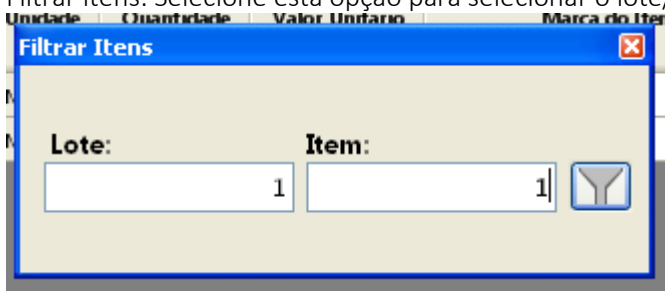 Filtrar Itens: Selecione esta opção para selecionar o lote,
Unidade Quantidade Valor Unitário Marca do Iter
Filtrar Itens
Lote: Item:
1 1